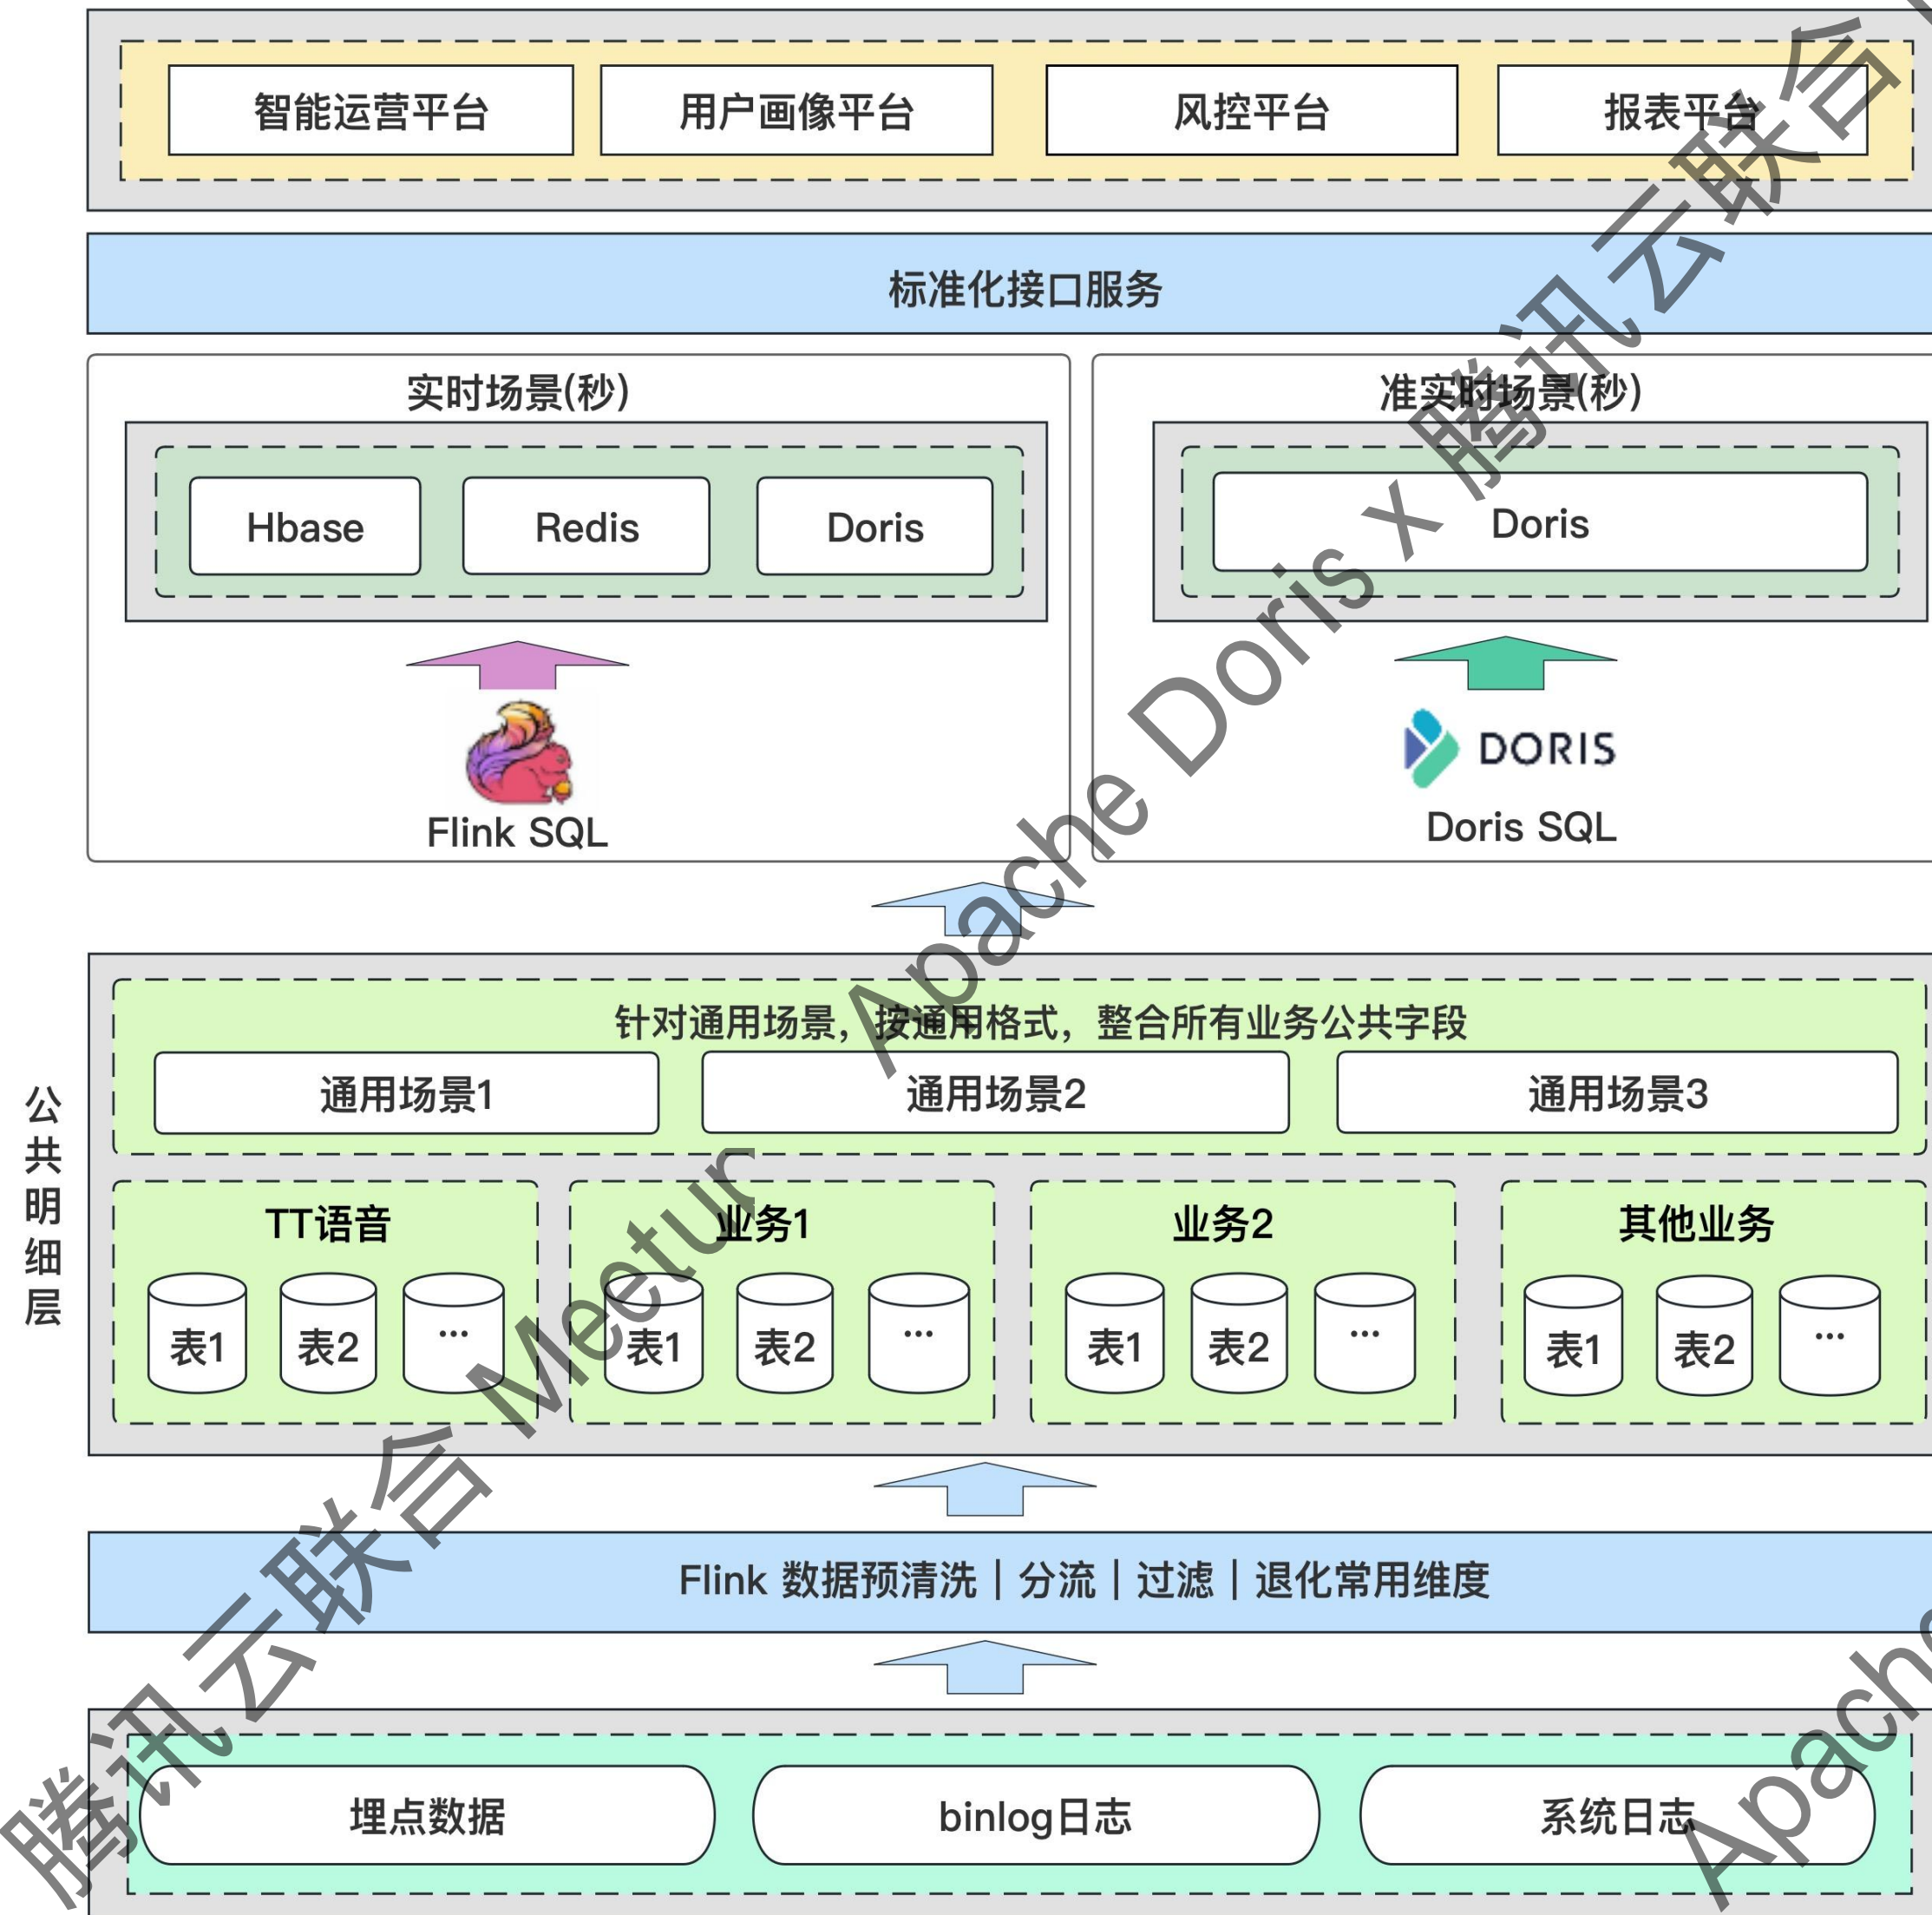 智能运营平台
用户画像平台
风控平台
报表平台
标准化接口服务
实时场景(秒)
准实时场景(秒)
Hbase
Redis
Doris
Doris
DORIS
Flink SQL
Doris SQL
公共明细层
针对通用场景，按通用格式，整合所有业务公共字段
通用场景1
通用场景2
通用场景3
TT语音
业务1
业务2
其他业务
表1
表2
...
表1
表2
...
表1
表2
...
表1
表2
...
Flink 数据预清洗｜分流｜过滤｜退化常用维度
埋点数据
binlog日志
系统日志
Apache Doris x 腾讯云联合
腾讯云联合 Meetup
Apache